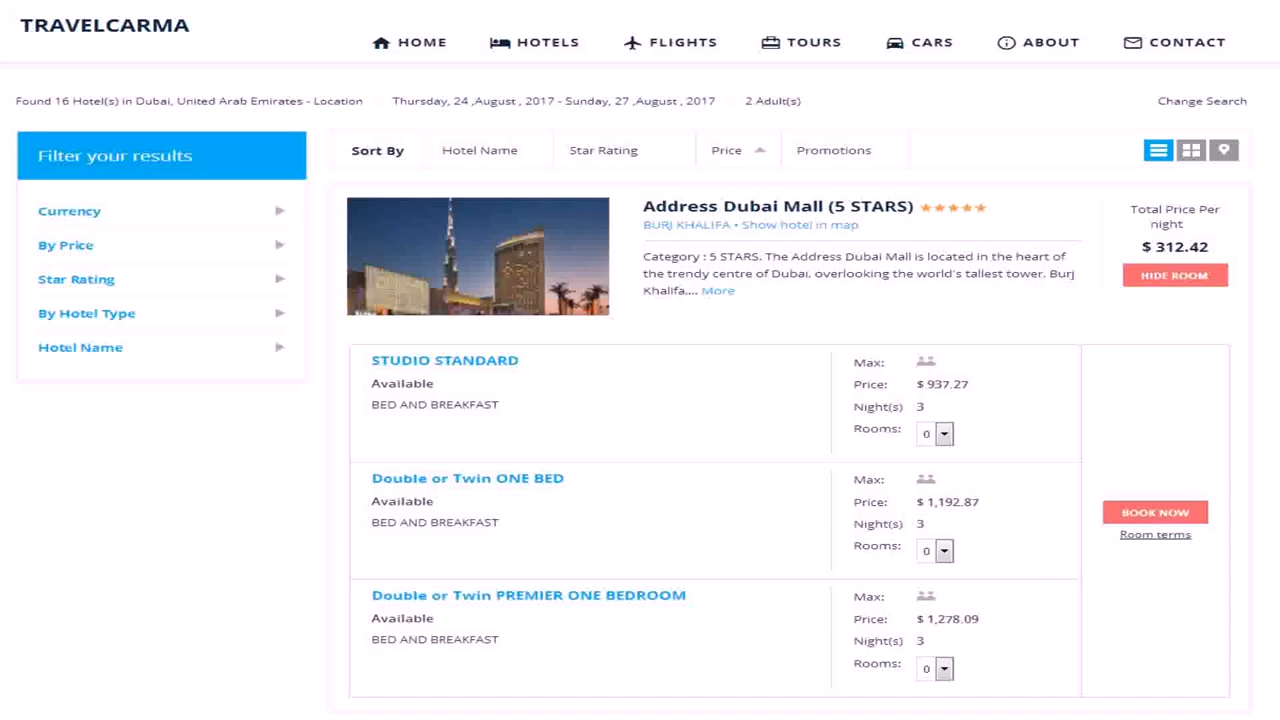 TRAVELCARMA
HOME HOTELS FLIGHTS TOURS CARS ABOUT CONTACT
Found 16 Hotel(s) in Dubai, United Arab Emirates - Location Thursday, 24 ,August , 2017 - Sunday, 27 ,August , 2017 2 Adult(s) Change Search
Filter your results
Currency
By Price
Star Rating
By Hotel Type
Hotel Name
Sort By Hotel Name Star Rating Price Promotions
Address Dubai Mall (5 STARS)
BURJ KHALIFA • Show hotel in map
Category : 5 STARS. The Address Dubai Mall is located in the heart of
the trendy centre of Dubai, overlooking the world's tallest tower. Burj
Khalifa,... More
Total Price Per
night
$ 312.42
HIDE ROOM
STUDIO STANDARD
Available
BED AND BREAKFAST
Max:
Price: $ 937.27
Night(s) 3
Rooms: 0
Double or Twin ONE BED
Available
BED AND BREAKFAST
Max:
Price: $ 1,192.87
Night(s) 3
Rooms: 0
Double or Twin PREMIER ONE BEDROOM
Available
BED AND BREAKFAST
Max:
Price: $ 1,278.09
Night(s) 3
Rooms: 0
BOOK NOW
Room terms